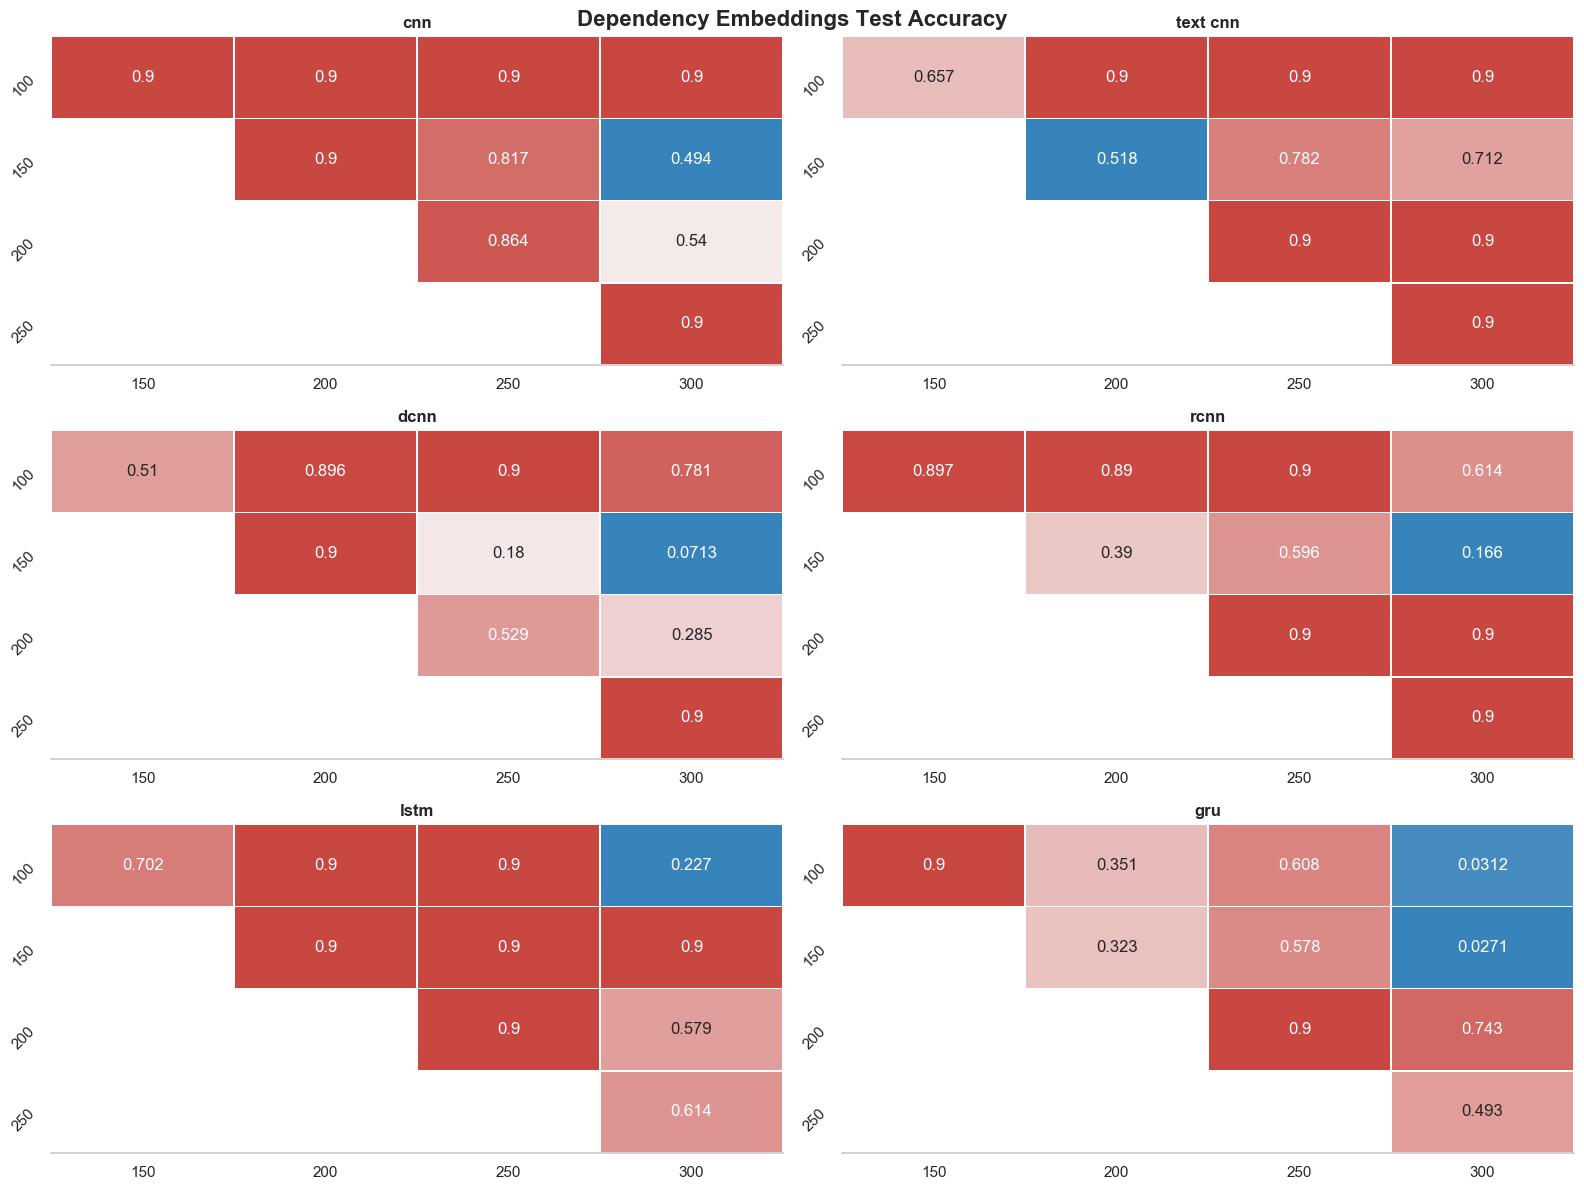 Dependency Embeddings Test Accuracy
cnn
100 0.9 0.9 0.9 0.9
150 0.9 0.817 0.494
200 0.864 0.54
250 0.9
150 200 250 300
text cnn
100 0.657 0.9 0.9 0.9
150 0.518 0.782 0.712
200 0.9 0.9
250 0.9
150 200 250 300
dcnn
100 0.51 0.896 0.9 0.781
150 0.9 0.18 0.0713
200 0.529 0.285
250 0.9
150 200 250 300
rcnn
100 0.897 0.89 0.9 0.614
150 0.39 0.596 0.166
200 0.9 0.9
250 0.9
150 200 250 300
lstm
100 0.702 0.9 0.9 0.227
150 0.9 0.9 0.9
200 0.9 0.579
250 0.614
150 200 250 300
gru
100 0.9 0.351 0.608 0.0312
150 0.323 0.578 0.0271
200 0.9 0.743
250 0.493
150 200 250 300